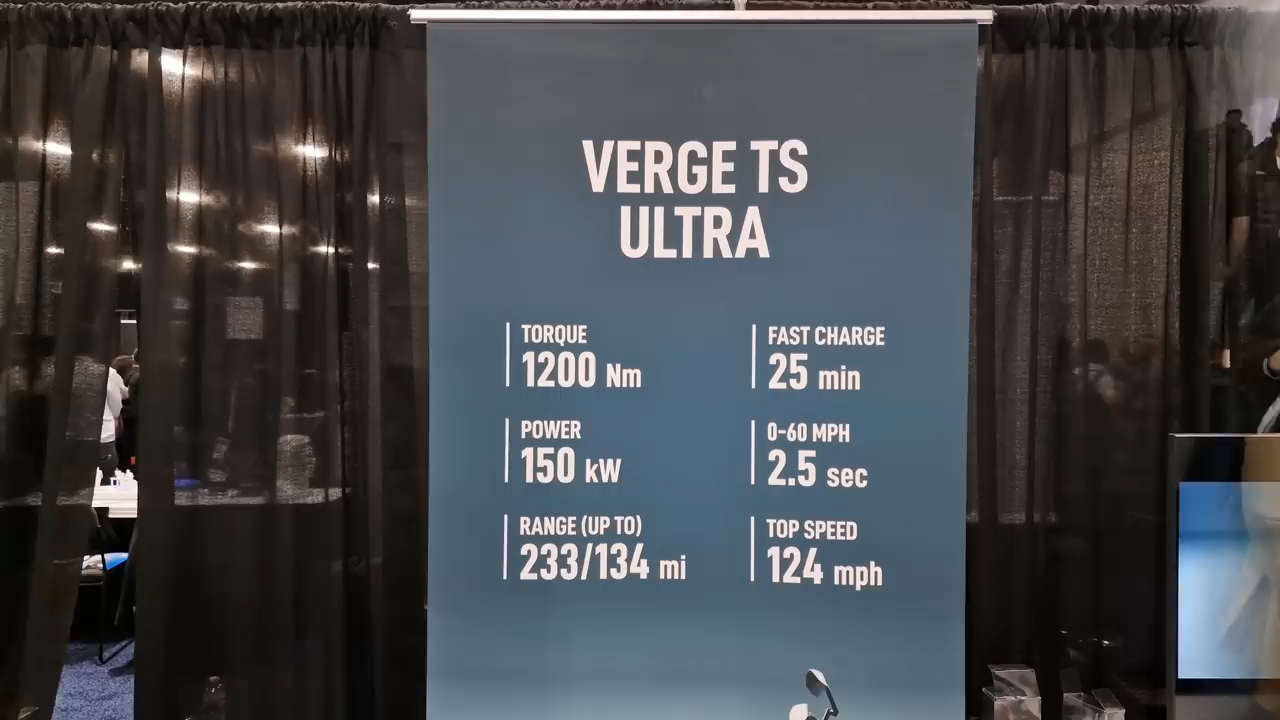 VERGE TS
ULTRA
TORQUE
1200 Nm
FAST CHARGE
25 min
POWER
150 kW
0-60 MPH
2.5 sec
RANGE (UP TO)
233/134 mi
TOP SPEED
124 mph